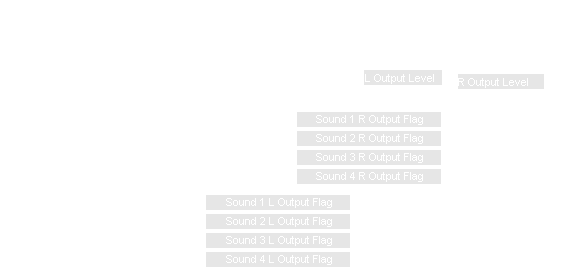 L Output Level
R Output Level
Sound 1 R Output Flag
Sound 2 R Output Flag
Sound 3 R Output Flag
Sound 4 R Output Flag
Sound 1 L Output Flag
Sound 2 L Output Flag
Sound 3 L Output Flag
Sound 4 L Output Flag